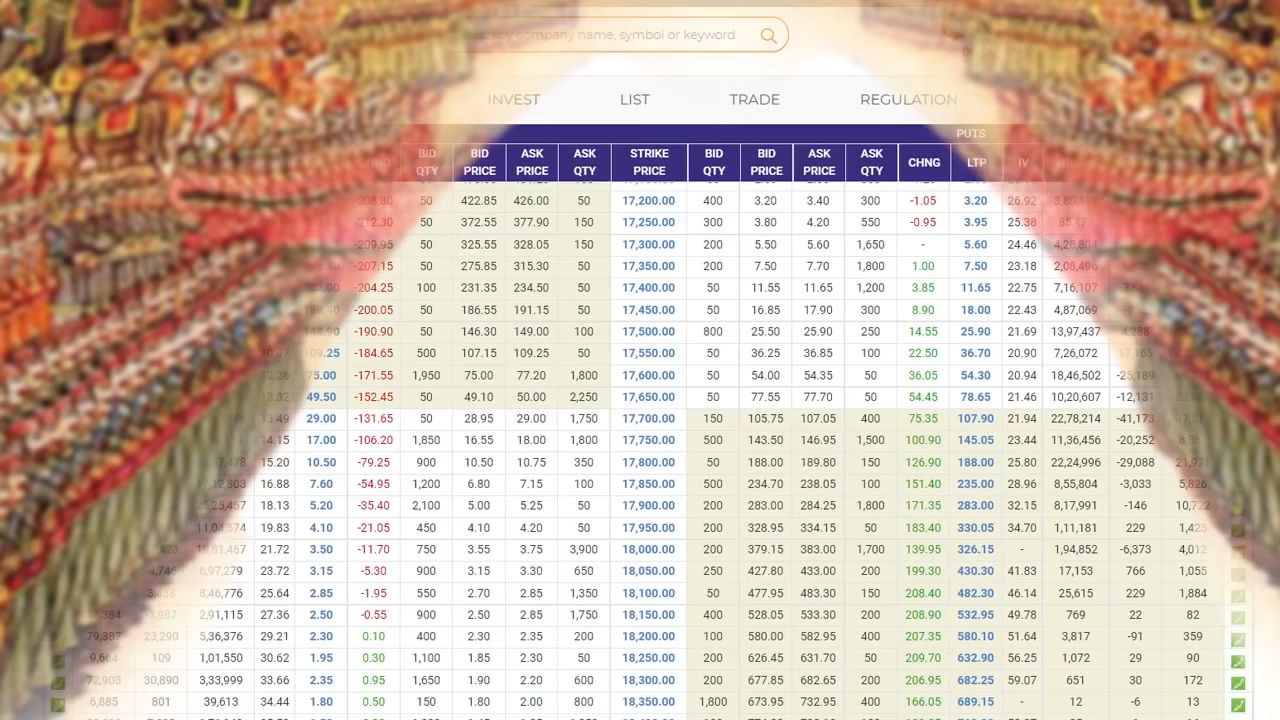 by company name, symbol or keyword
INVEST LIST TRADE REGULATION
PUTS
BID QTY BID PRICE ASK PRICE ASK QTY STRIKE PRICE BID QTY BID PRICE ASK PRICE ASK QTY CHNG LTP IV
-208.80 50 422.85 426.00 50 17,200.00 400 3.20 3.40 300 -1.05 3.20 26.92
-212.30 50 372.55 377.90 150 17,250.00 300 3.80 4.20 550 -0.95 3.95 25.38
-209.95 50 325.55 328.05 150 17,300.00 200 5.50 5.60 1,650 - 5.60 24.46
-207.15 50 275.85 315.30 50 17,350.00 200 7.50 7.70 1,800 1.00 7.50 23.18 2,08,496
-204.25 100 231.35 234.50 50 17,400.00 50 11.55 11.65 1,200 3.85 11.65 22.75 7,16,107
-200.05 50 186.55 191.15 50 17,450.00 50 16.85 17.90 300 8.90 18.00 22.43 4,87,069
-190.90 50 146.30 149.00 100 17,500.00 800 25.50 25.90 250 14.55 25.90 21.69 13,97,437 4,288
109.25 -184.65 500 107.15 109.25 50 17,550.00 50 36.25 36.85 100 22.50 36.70 20.90 7,26,072 17,163
75.00 -171.55 1,950 75.00 77.20 1,800 17,600.00 50 54.00 54.35 50 36.05 54.30 20.94 18,46,502 -25,189
13.32 49.50 -152.45 50 49.10 50.00 2,250 17,650.00 50 77.55 77.70 50 54.45 78.65 21.46 10,20,607 -12,131
13.49 29.00 -131.65 50 28.95 29.00 1,750 17,700.00 150 105.75 107.05 400 75.35 107.90 21.94 22,78,214 -41,173
14.15 17.00 -106.20 1,850 16.55 18.00 1,800 17,750.00 500 143.50 146.95 1,500 100.90 145.05 23.44 11,36,456 -20,252
15.20 10.50 -79.25 900 10.50 10.75 350 17,800.00 50 188.00 189.80 150 126.90 188.00 25.80 22,24,996 -29,088 21,971
16.88 7.60 -54.95 1,200 6.80 7.15 100 17,850.00 500 234.70 238.05 100 151.40 235.00 28.96 8,55,804 -3,033 5,826
18.13 5.20 -35.40 2,100 5.00 5.25 50 17,900.00 200 283.00 284.25 1,800 171.35 283.00 32.15 8,17,991 -146
11,04,574 19.83 4.10 -21.05 450 4.10 4.20 50 17,950.00 200 328.95 334.15 50 183.40 330.05 34.70 1,11,181 229 1,423
19,81,467 21.72 3.50 -11.70 750 3.55 3.75 3,900 18,000.00 200 379.15 383.00 1,700 139.95 326.15 - 1,94,852 -6,373 4,012
4,746 6,97,279 23.72 3.15 -5.30 900 3.15 3.30 650 18,050.00 250 427.80 433.00 200 199.30 430.30 41.83 17,153 766 1,055
8,46,776 25.64 2.85 -1.95 550 2.70 2.85 1,350 18,100.00 50 477.95 483.30 150 208.40 482.30 46.14 25,615 229 1,884
2,91,115 27.36 2.50 -0.55 900 2.50 2.85 1,750 18,150.00 400 528.05 533.30 50 208.90 532.95 49.78 769 22 82
79,387 23,290 5,36,376 29.21 2.30 0.10 400 2.30 2.35 200 18,200.00 100 580.00 582.95 400 207.35 580.10 51.64 3,817 -91 359
9,664 109 1,01,550 30.62 1.95 0.30 1,100 1.85 2.30 50 18,250.00 200 626.45 631.70 50 209.70 632.90 56.25 1,072 29 90
72,903 30,890 3,33,999 33.66 2.35 0.95 1,650 1.90 2.20 600 18,300.00 200 677.85 682.65 200 206.95 682.25 59.07 651 30 172
6,885 801 39,613 34.44 1.80 0.50 150 1.80 2.00 800 18,350.00 1,800 673.95 732.95 400 166.05 689.15 - 12 -6 13